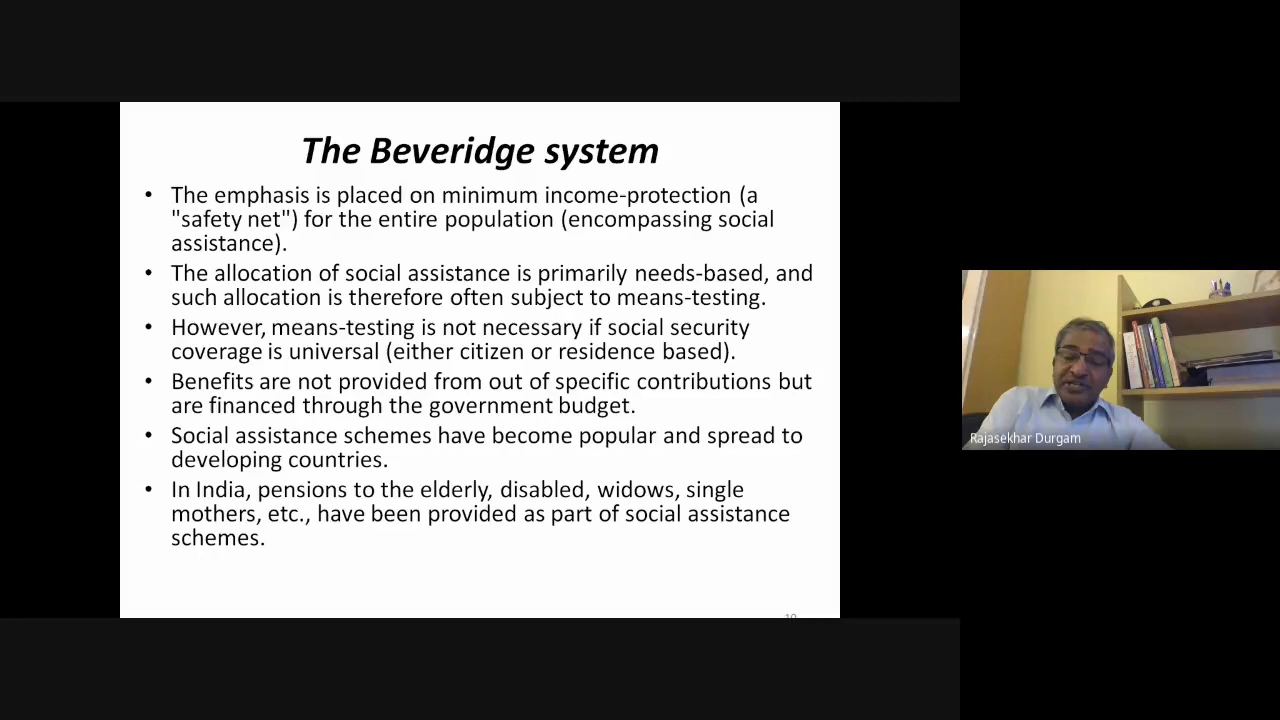 The Beveridge system
• The emphasis is placed on minimum income-protection (a
"safety net") for the entire population (encompassing social
assistance).
• The allocation of social assistance is primarily needs-based, and
such allocation is therefore often subject to means-testing.
• However, means-testing is not necessary if social security
coverage is universal (either citizen or residence based).
• Benefits are not provided from out of specific contributions but
are financed through the government budget.
• Social assistance schemes have become popular and spread to
developing countries.
• In India, pensions to the elderly, disabled, widows, single
mothers, etc., have been provided as part of social assistance
schemes.
Rajasekhar Durgam